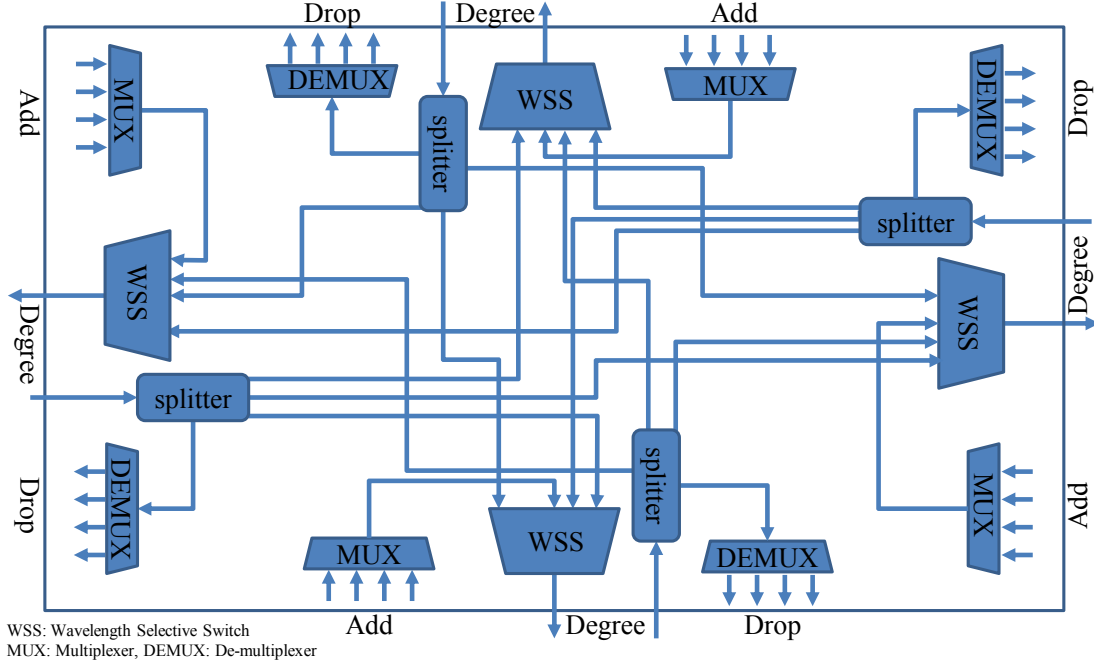 Drop
Degree
Add
DEMUX
WSS
MUX
Add
MUX
splitter
DEMUX
Drop
splitter
WSS
Degree
WSS
Degree
splitter
Drop
DEMUX
splitter
MUX
Add
MUX
WSS
DEMUX
Add
Degree
Drop
WSS: Wavelength Selective Switch
MUX: Multiplexer, DEMUX: De-multiplexer